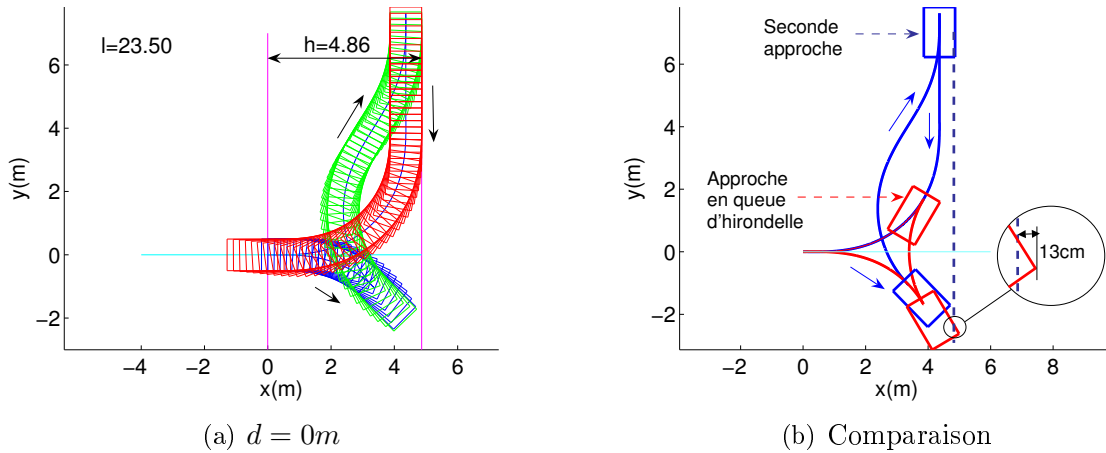 l=23.50
h=4.86
6
4
2
0
−2
−4
−2
0
2
4
6
y(m)
x(m)
(a) d = 0m
Seconde
approche
Approche
en queue
d'hirondelle
13cm
6
4
2
0
−2
−2
0
2
4
6
8
y(m)
x(m)
(b) Comparaison